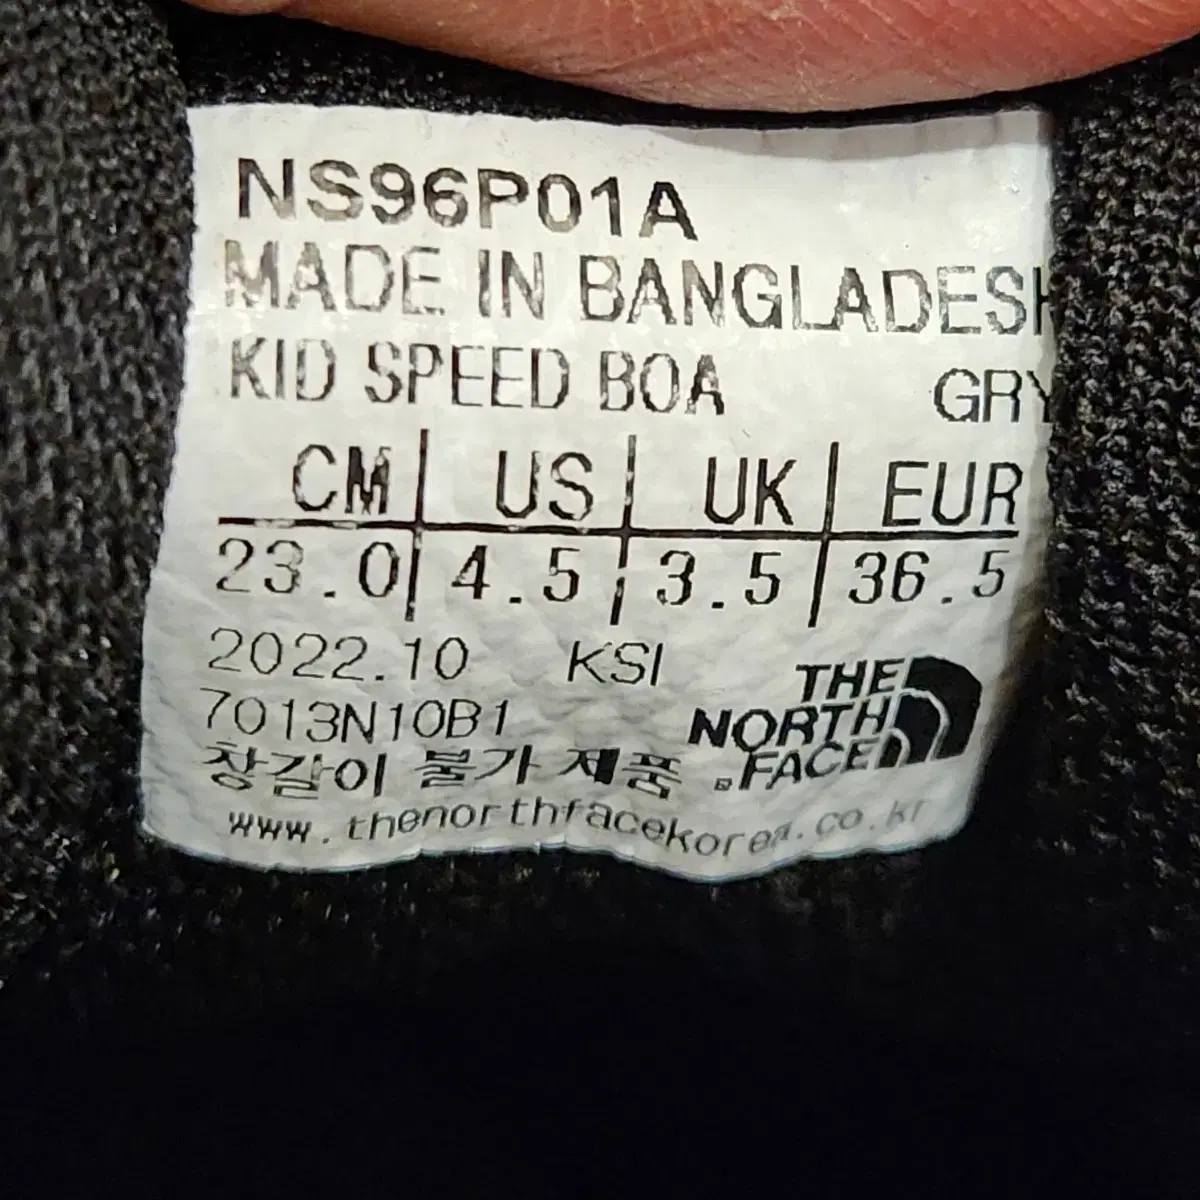 NS96P01A
MADE IN BANGLADESH
KID SPEED BOA GRY
CM US UK EUR
23.0 4.5 3.5 36.5
2022.10 KSI
7013N10B1
창갈이 불가 제품.
www.thenorthfacekorea.co.kr
THE
NORTH
FACE